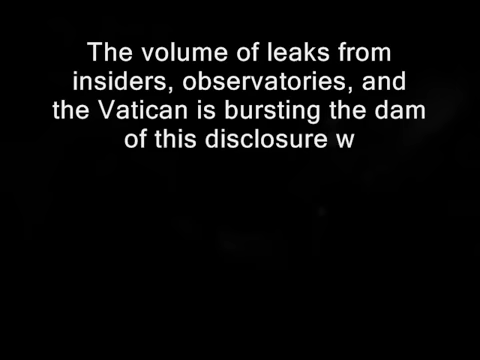 The volume of leaks from
insiders, observatories, and
the Vatican is bursting the dam
of this disclosure w